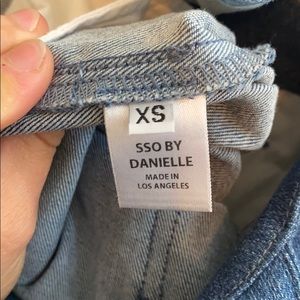 XS
SSO BY
DANIELLE
MADE IN
LOS ANGELES